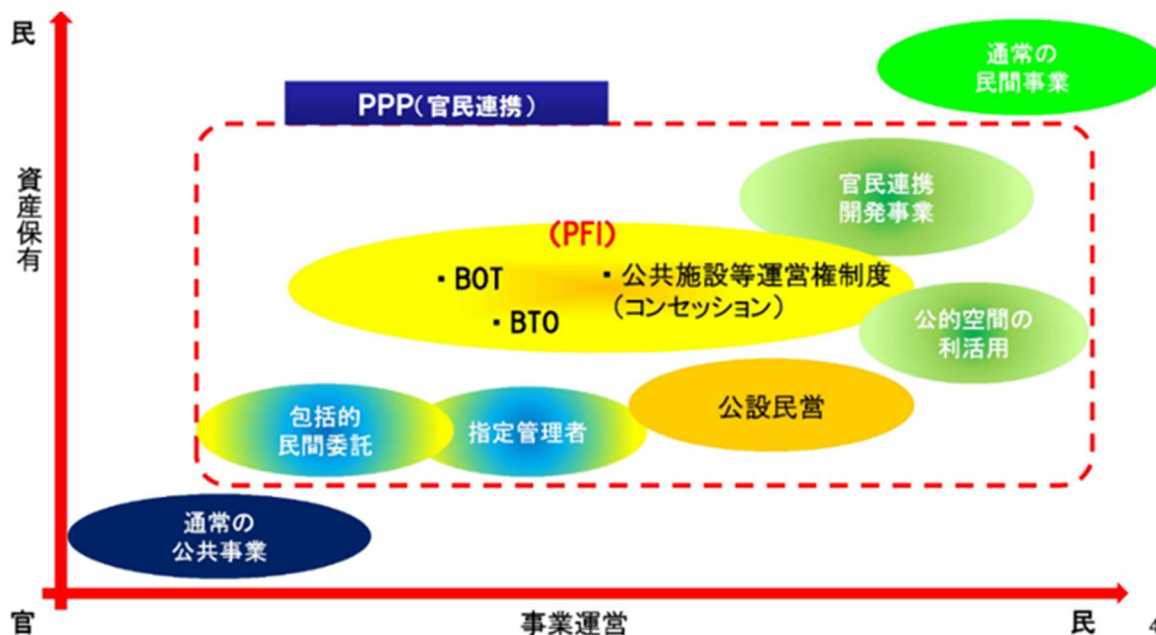 民
通常の
民間事業
PPP(官民連携)
資産保有
官民連携
開発事業
(PFI)
・BOT
・公共施設等運営権制度
(コンセッション)
・BTO
公的空間の
利活用
公設民営
包括的
民間委託
指定管理者
通常の
公共事業
官
事業運営
民
4